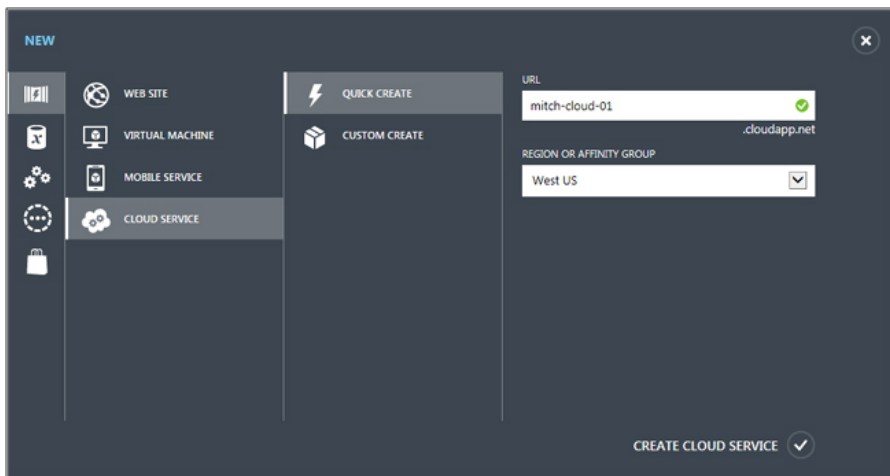 NEW
WEB SITE
VIRTUAL MACHINE
MOBILE SERVICE
CLOUD SERVICE
QUICK CREATE
CUSTOM CREATE
URL
mitch-cloud-01
.cloudapp.net
REGION OR AFFINITY GROUP
West US
CREATE CLOUD SERVICE